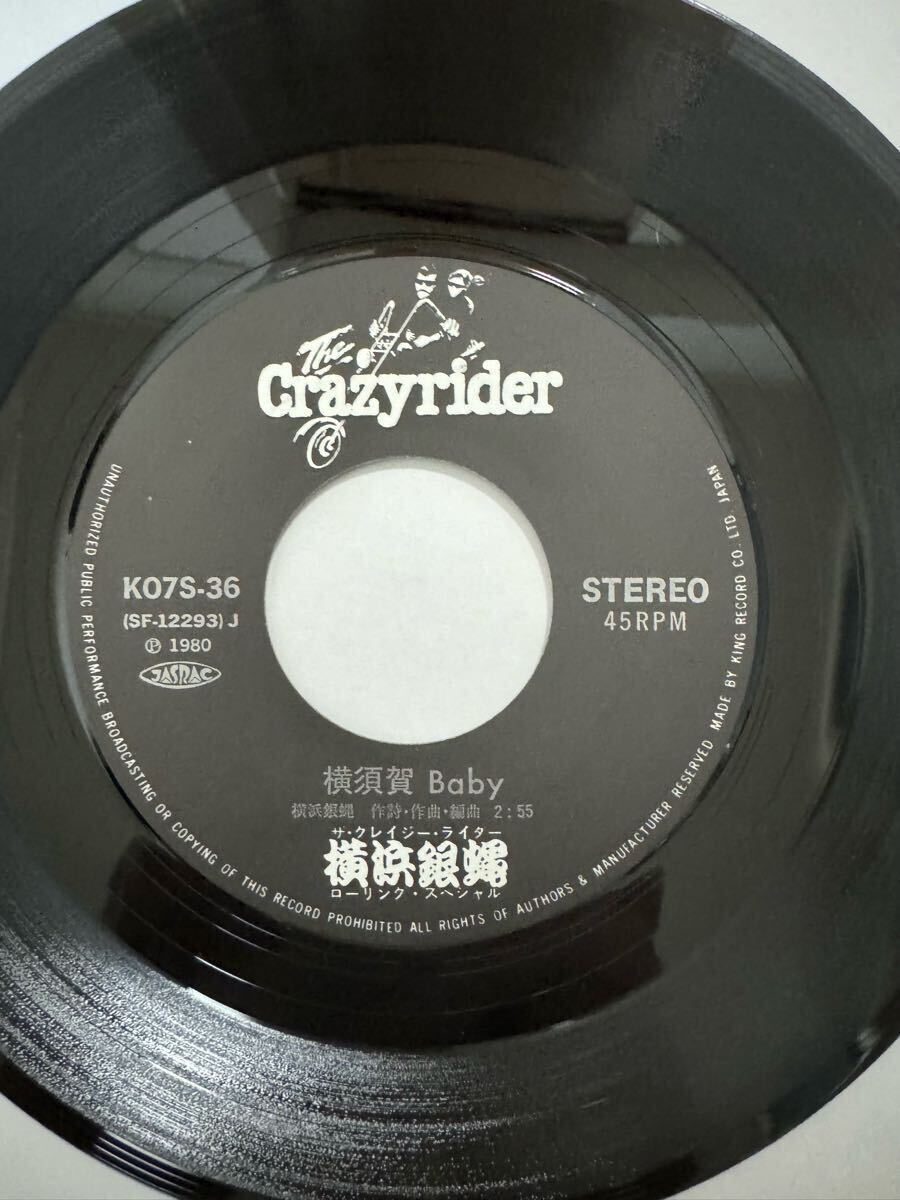 The
Crazyrider
K07S-36
(SF-12293) J
Ⓟ 1980
JASRAC
STEREO
45RPM
横須賀 Baby
横浜銀蝿 作詩・作曲・編曲 2:55
ザ・クレイジー・ライダー
横浜銀蝿
ローリング・スペシャル
UNAUTHORIZED PUBLIC PERFORMANCE BROADCASTING OR COPYING OF THIS RECORD PROHIBITED ALL RIGHTS OF AUTHORS & MANUFACTURER RESERVED MADE BY KING RECORD CO. LTD. JAPAN